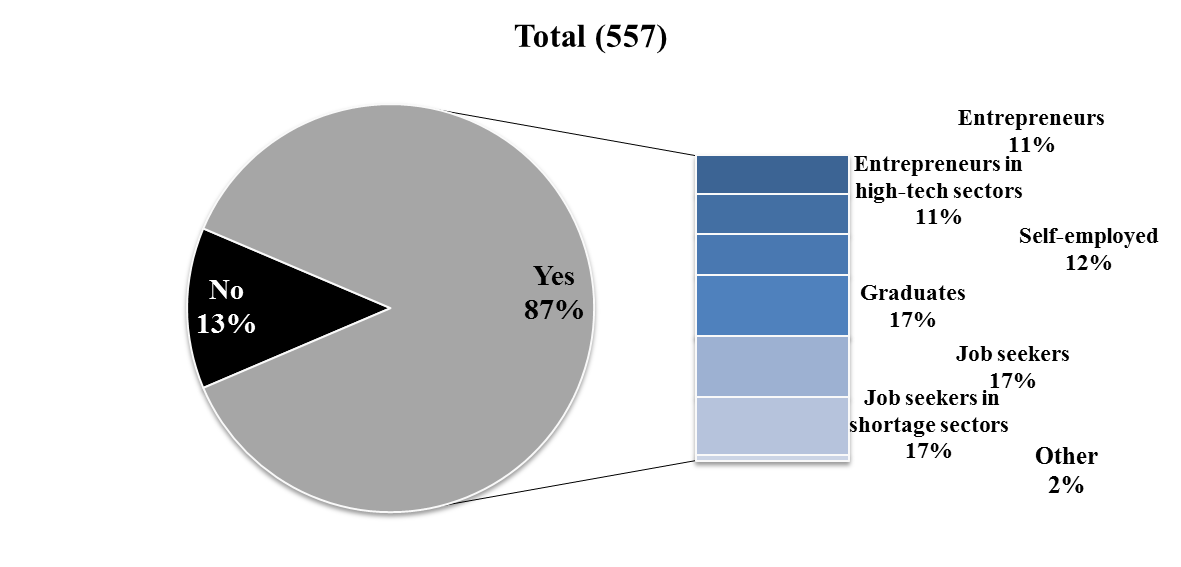 Total (557)
No
13%
Yes
87%
Entrepreneurs
11%
Entrepreneurs in
high-tech sectors
11%
Self-employed
12%
Graduates
17%
Job seekers
17%
Job seekers in
shortage sectors
17%
Other
2%